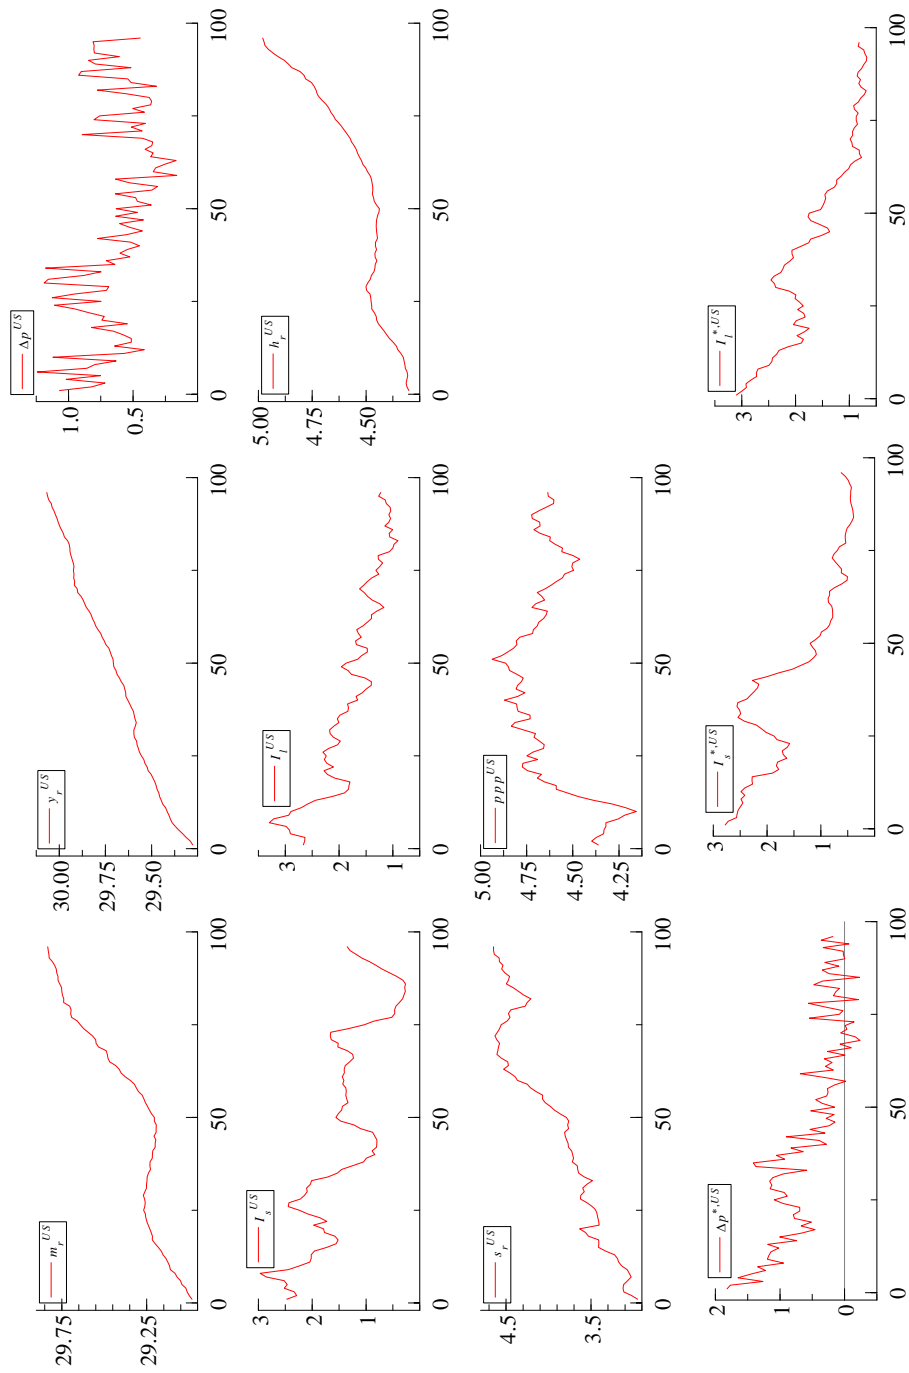 29.75
29.25
m_r^{US}
0 50 100
30.00
29.75
29.50
y_r^{US}
0 50 100
1.0
0.5
Δp^{US}
0 50 100
3
2
1
I_s^{US}
0 50 100
3
2
1
I_l^{US}
0 50 100
5.00
4.75
4.50
h_r^{US}
0 50 100
4.5
3.5
s_r^{US}
0 50 100
5.00
4.75
4.50
4.25
ppp^{US}
0 50 100
2
1
0
Δp^{*,US}
0 50 100
3
2
1
I_s^{*,US}
0 50 100
3
2
1
I_l^{*,US}
0 50 100